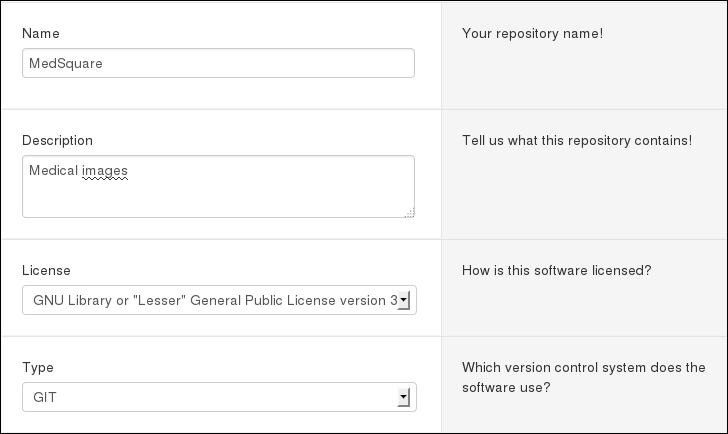 Name
Your repository name!
MedSquare
Description
Tell us what this repository contains!
Medical images
License
How is this software licensed?
GNU Library or "Lesser" General Public License version 3
Type
Which version control system does the
software use?
GIT